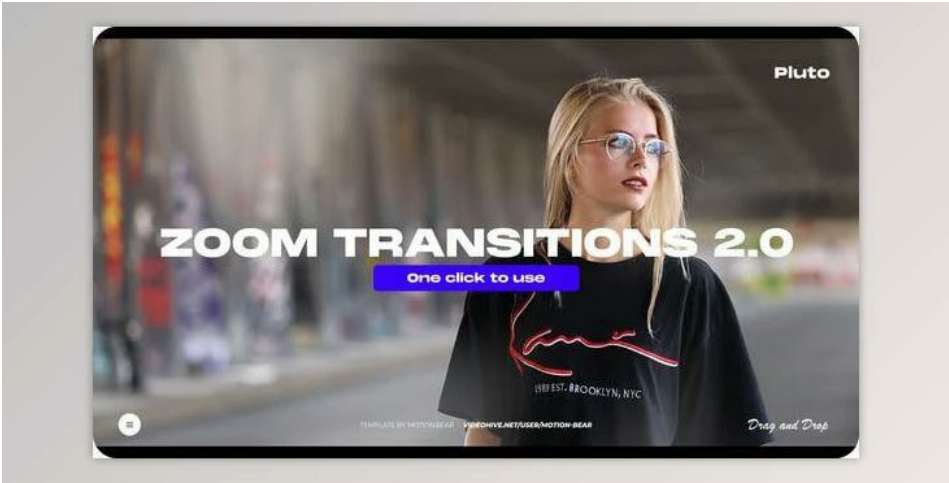 Pluto
ZOOM TRANSITIONS 2.0
One click to use
1989 EST. BROOKLYN, NYC
TEMPLATE BY MOTIONBEAR VIDEOHIVE.NET/USER/MOTION-BEAR
Drag and Drop